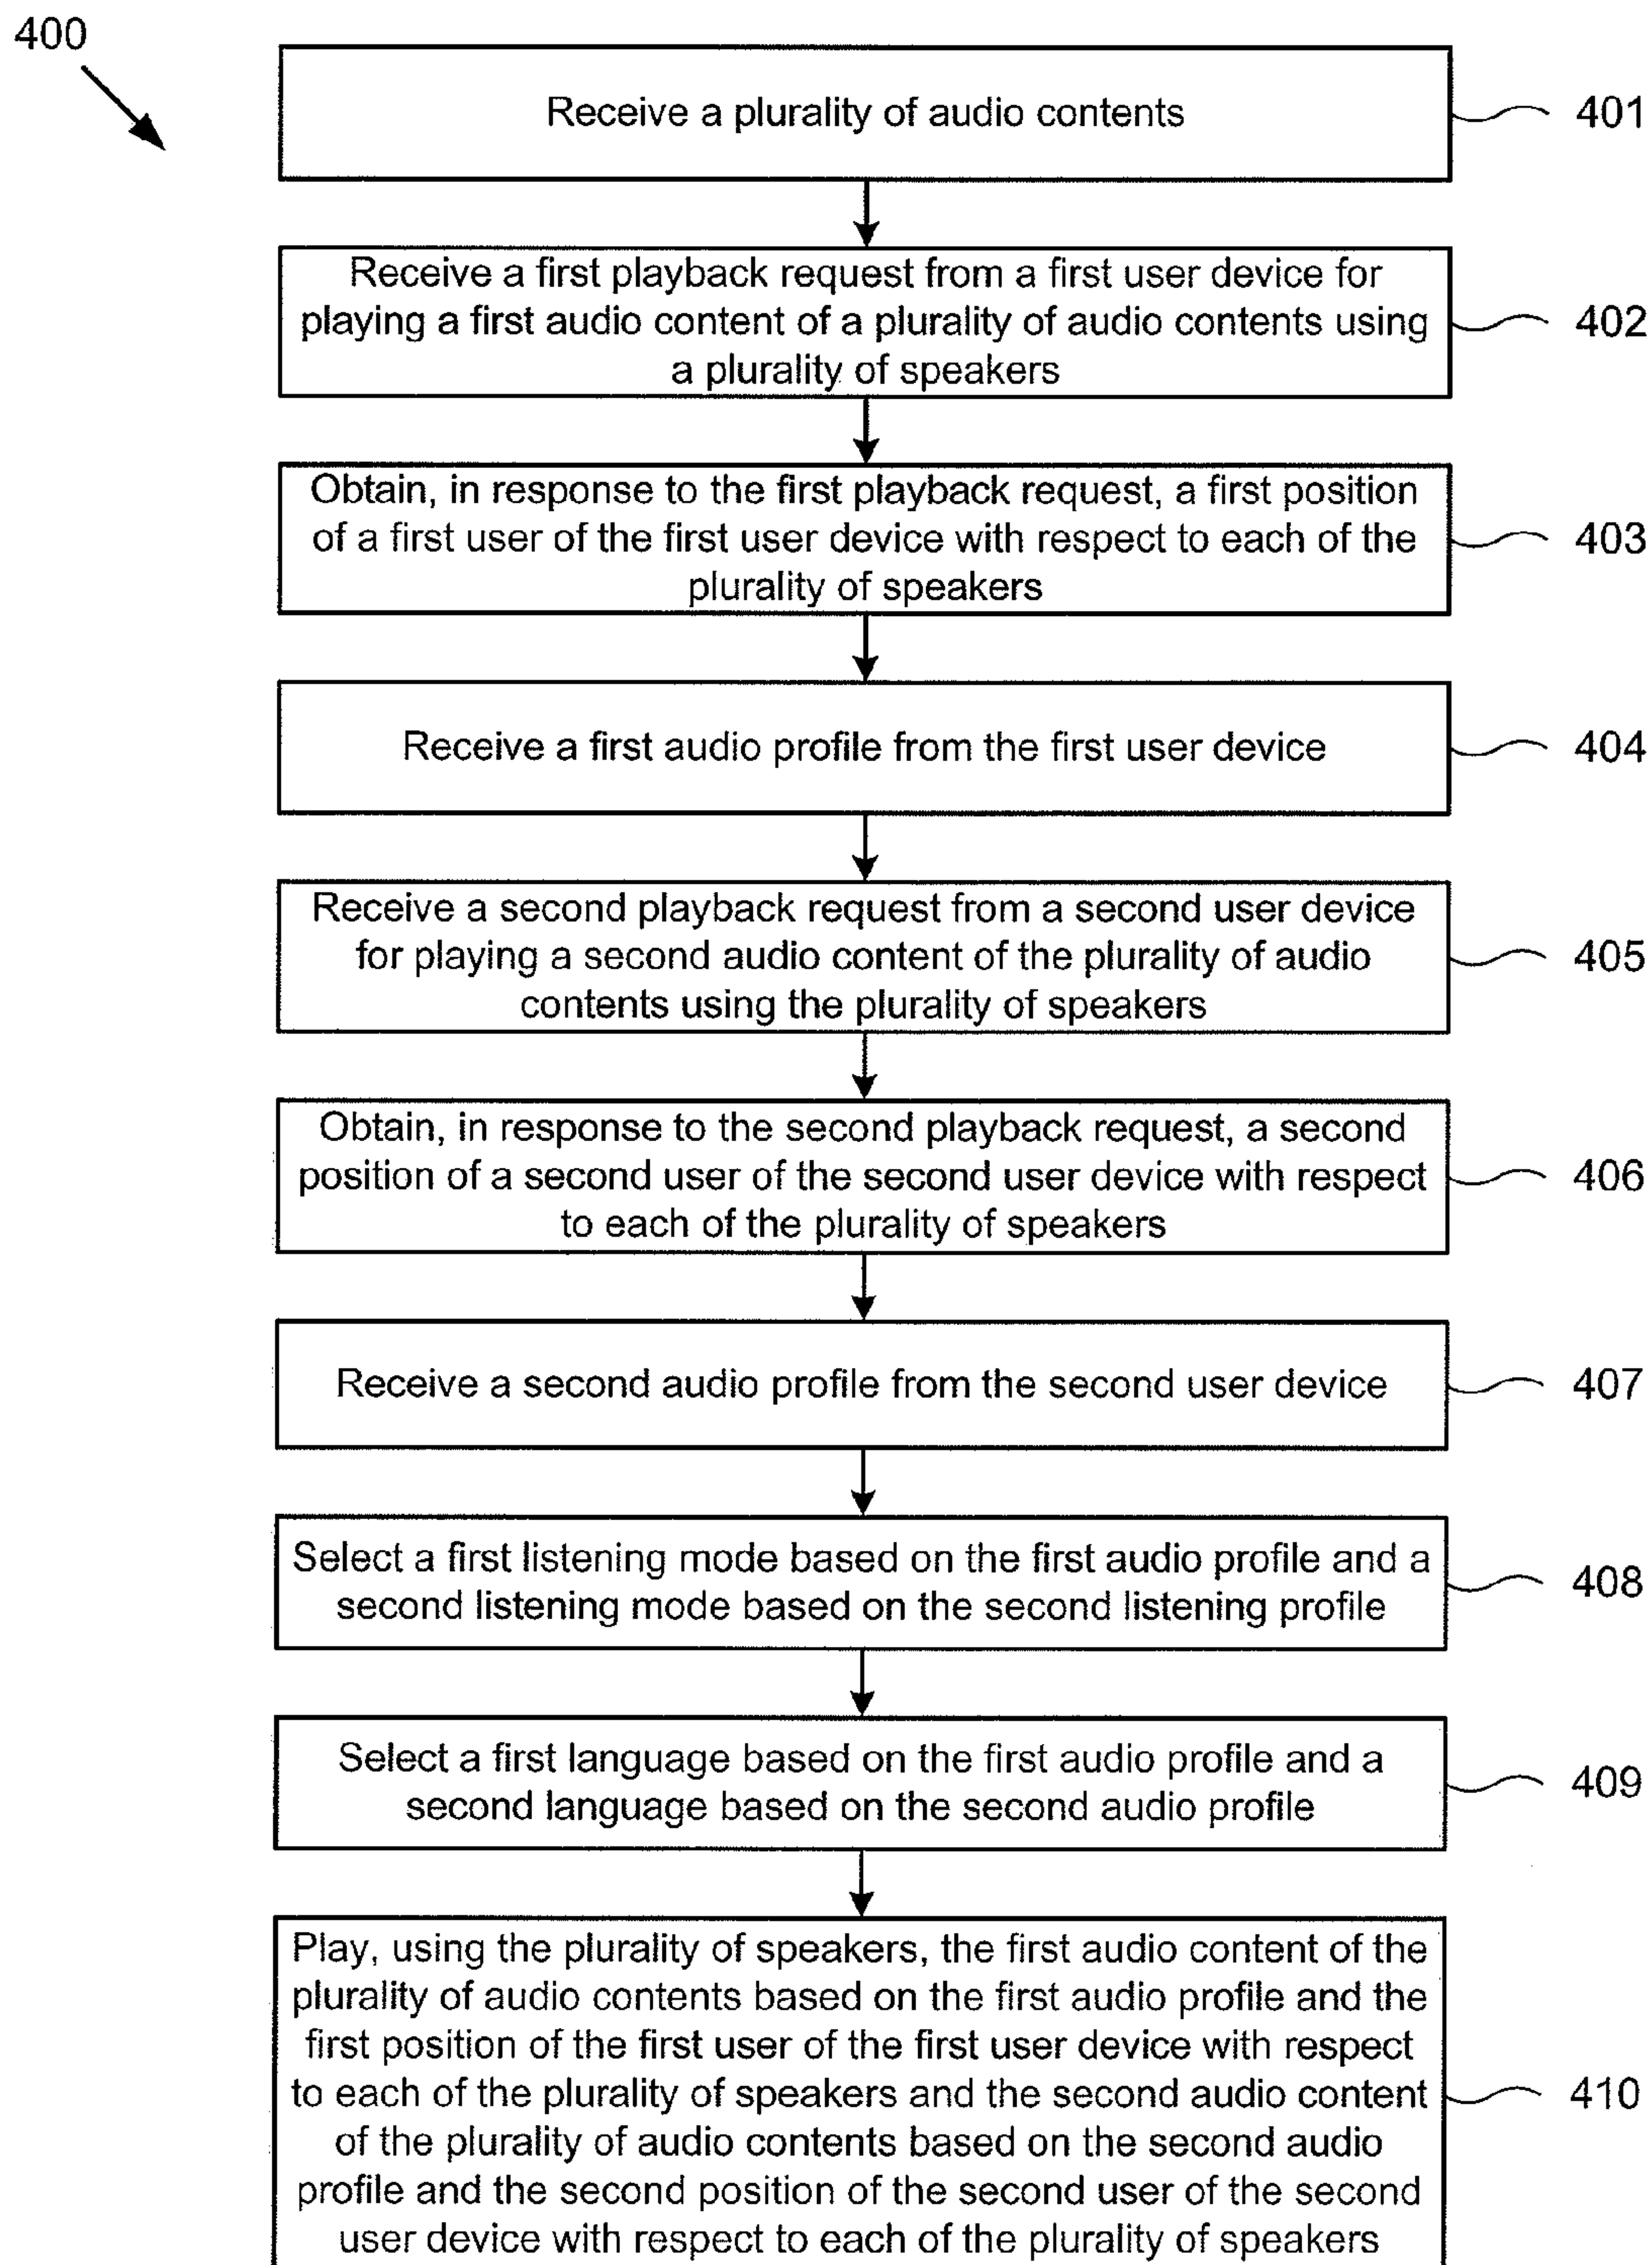 400
Receive a plurality of audio contents
401
Receive a first playback request from a first user device for
playing a first audio content of a plurality of audio contents using
a plurality of speakers
402
Obtain, in response to the first playback request, a first position
of a first user of the first user device with respect to each of the
plurality of speakers
403
Receive a first audio profile from the first user device
404
Receive a second playback request from a second user device
for playing a second audio content of the plurality of audio
contents using the plurality of speakers
405
Obtain, in response to the second playback request, a second
position of a second user of the second user device with respect
to each of the plurality of speakers
406
Receive a second audio profile from the second user device
407
Select a first listening mode based on the first audio profile and a
second listening mode based on the second listening profile
408
Select a first language based on the first audio profile and a
second language based on the second audio profile
409
Play, using the plurality of speakers, the first audio content of the
plurality of audio contents based on the first audio profile and the
first position of the first user of the first user device with respect
to each of the plurality of speakers and the second audio content
of the plurality of audio contents based on the second audio
profile and the second position of the second user of the second
user device with respect to each of the plurality of speakers
410